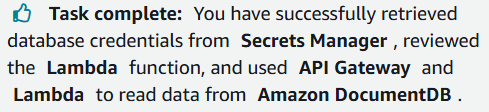 Task complete: You have successfully retrieved
database credentials from Secrets Manager , reviewed
the Lambda function, and used API Gateway and
Lambda to read data from Amazon DocumentDB .